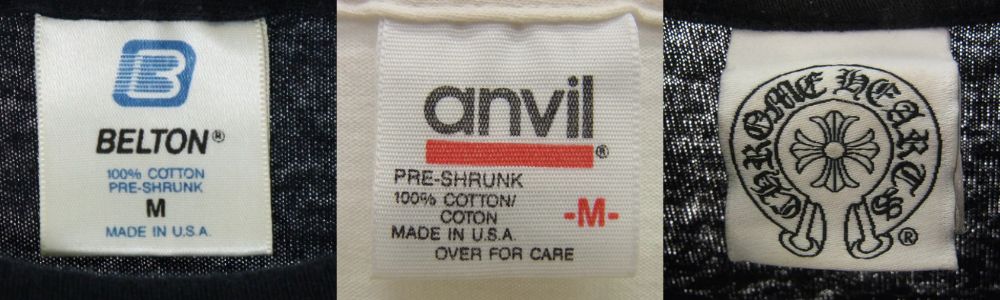 B
BELTON®
100% COTTON
PRE-SHRUNK
M
MADE IN U.S.A.
anvil®
PRE-SHRUNK
100% COTTON/
COTON
-M-
MADE IN U.S.A.
OVER FOR CARE
CHROME HEARTS
®